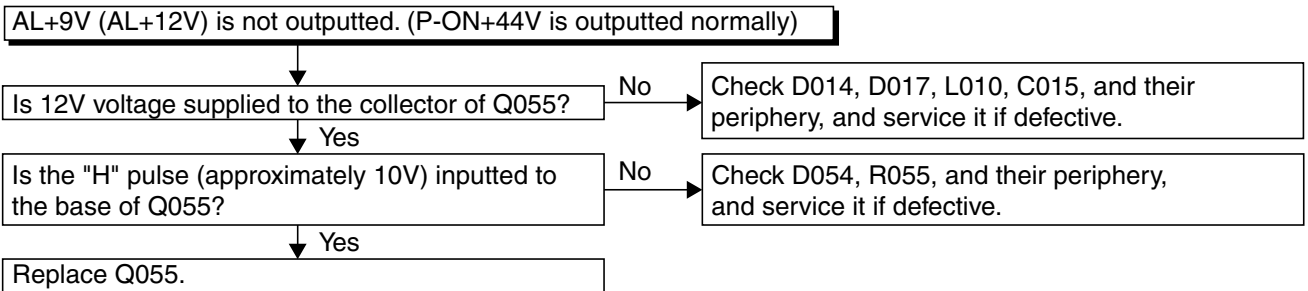 AL+9V (AL+12V) is not outputted. (P-ON+44V is outputted normally)
Is 12V voltage supplied to the collector of Q055?
No
Check D014, D017, L010, C015, and their
periphery, and service it if defective.
Yes
Is the "H" pulse (approximately 10V) inputted to
the base of Q055?
No
Check D054, R055, and their periphery,
and service it if defective.
Yes
Replace Q055.